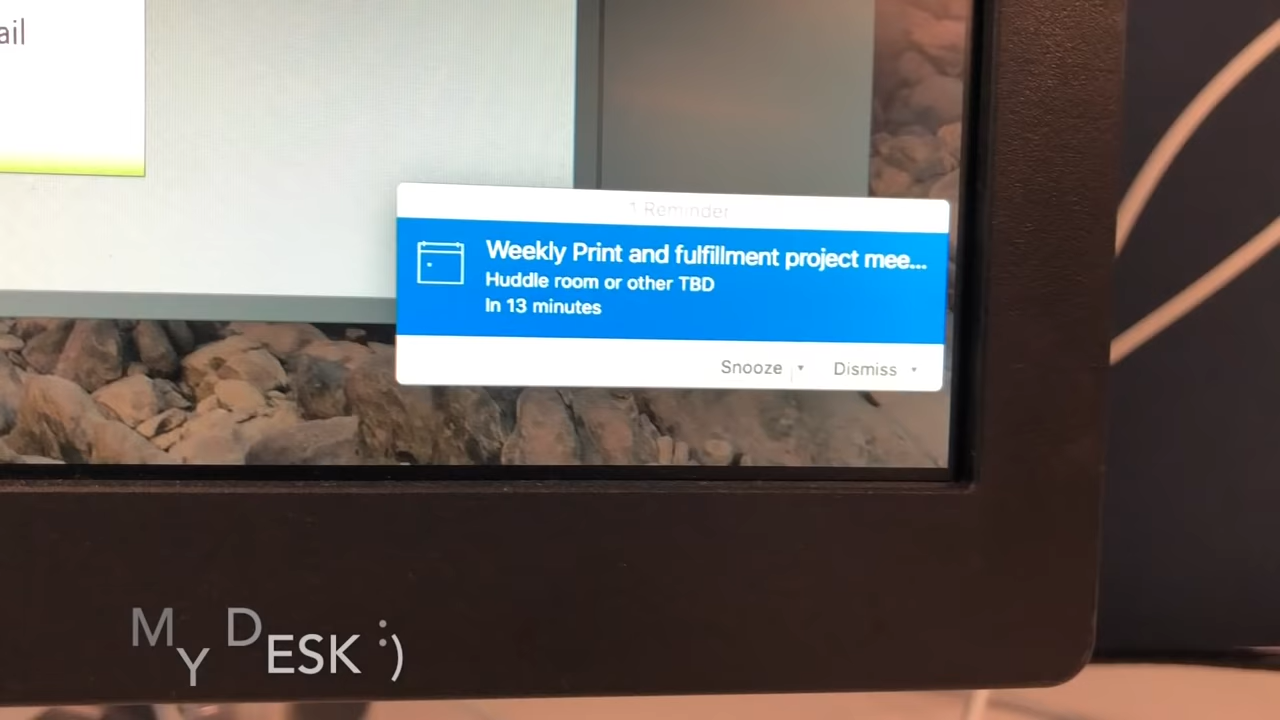 ail
1 Reminder
Weekly Print and fulfillment project mee...
Huddle room or other TBD
In 13 minutes
Snooze Dismiss
MY DESK :)